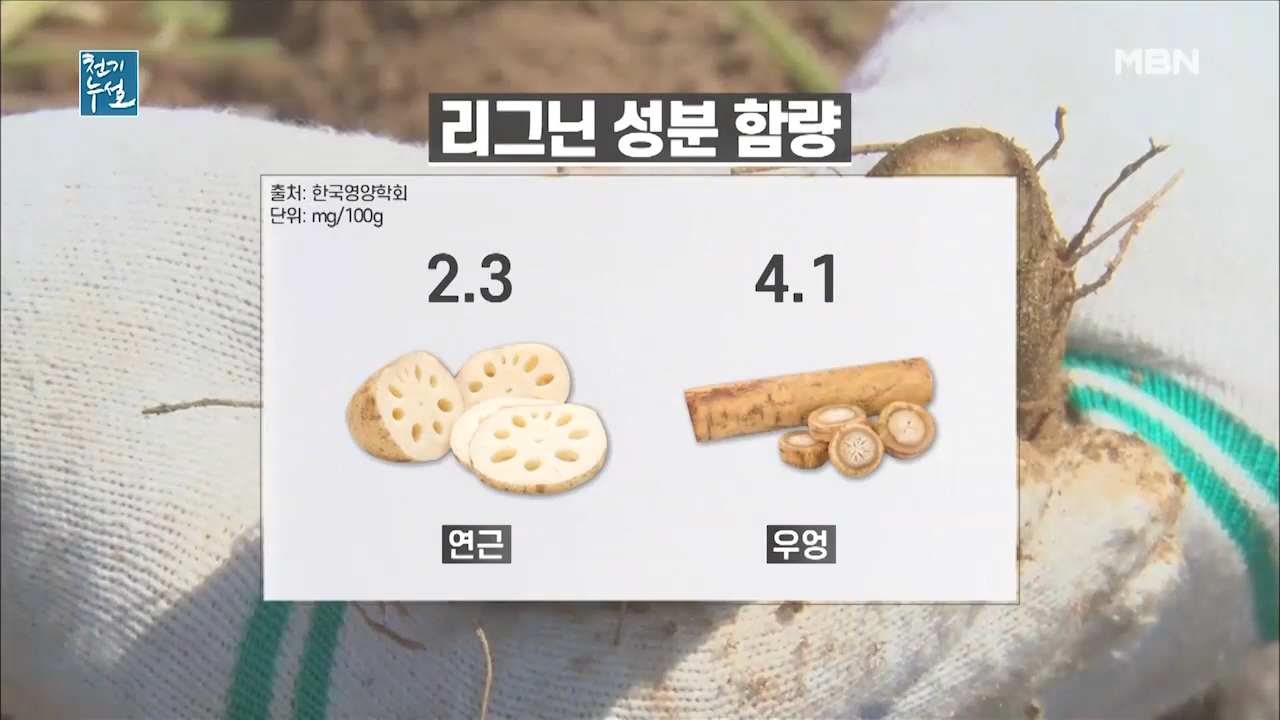 천기
누설
MBN
리그닌 성분 함량
출처: 한국영양학회
단위: mg/100g
2.3
4.1
연근
우엉